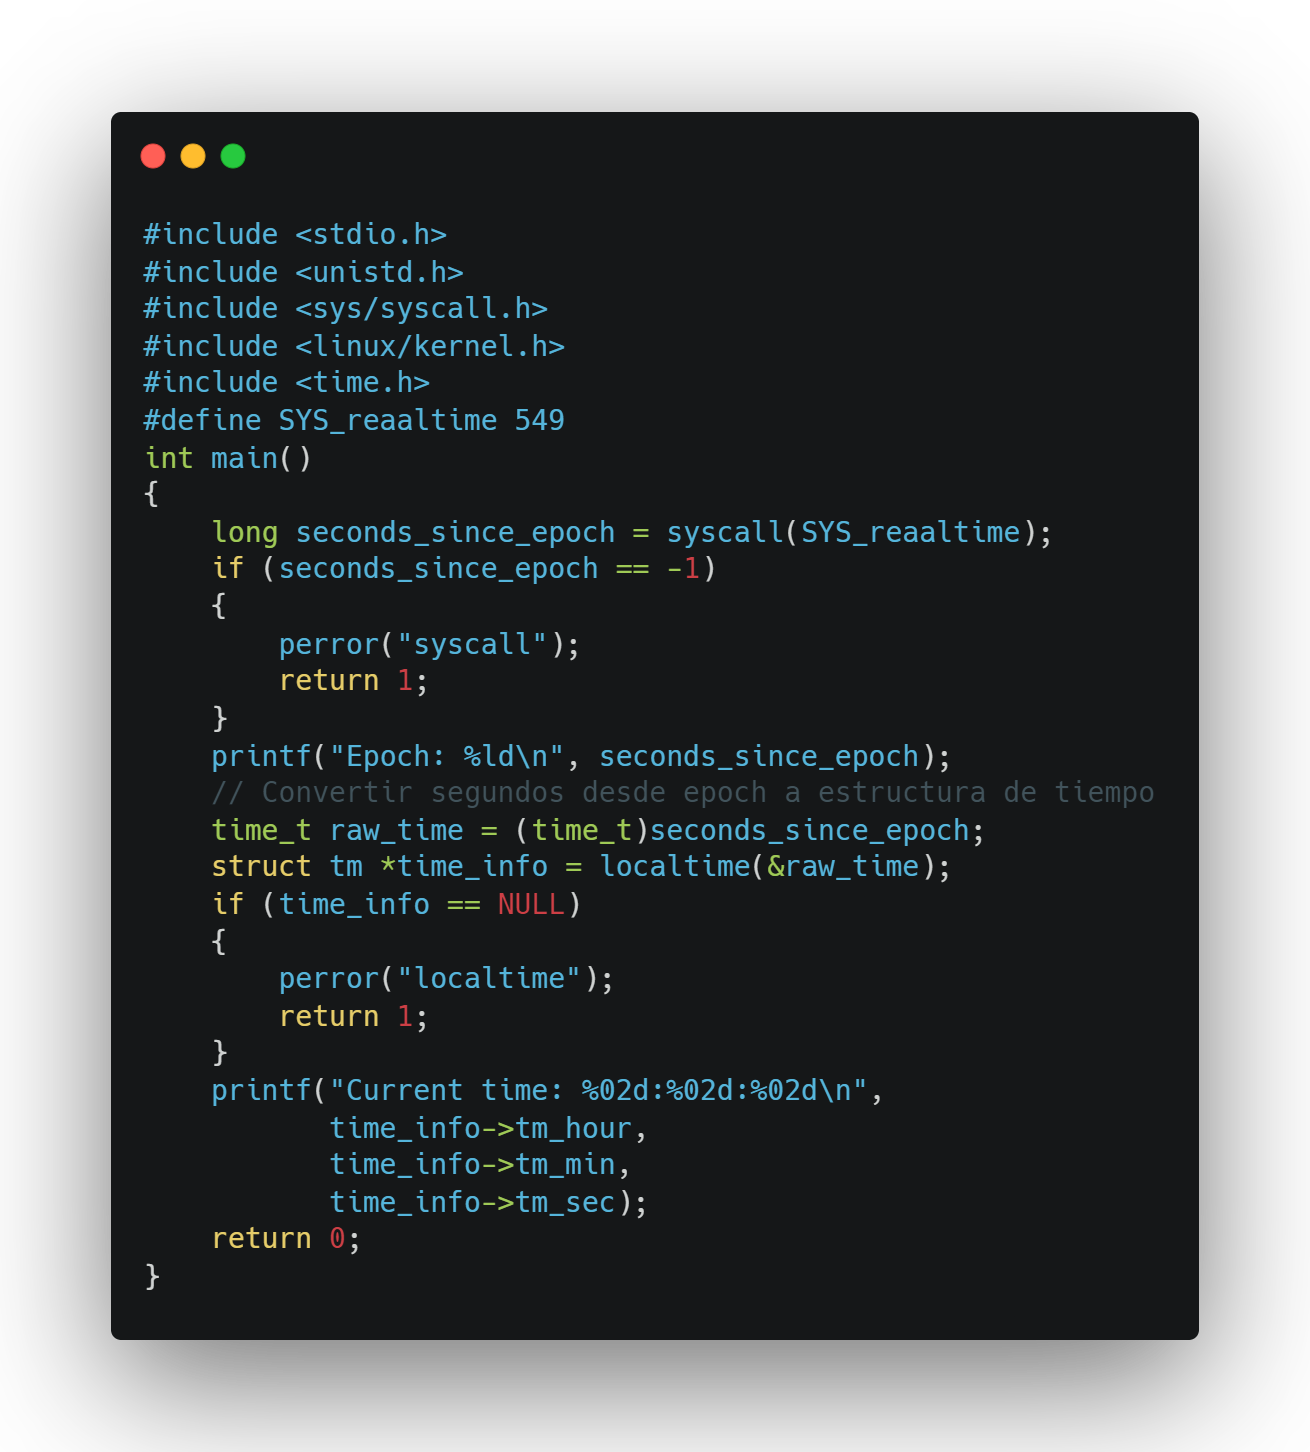 #include <stdio.h>
#include <unistd.h>
#include <sys/syscall.h>
#include <linux/kernel.h>
#include <time.h>
#define SYS_reaaltime 549
int main()
{
    long seconds_since_epoch = syscall(SYS_reaaltime);
    if (seconds_since_epoch == -1)
    {
        perror("syscall");
        return 1;
    }
    printf("Epoch: %ld\n", seconds_since_epoch);
    // Convertir segundos desde epoch a estructura de tiempo
    time_t raw_time = (time_t)seconds_since_epoch;
    struct tm *time_info = localtime(&raw_time);
    if (time_info == NULL)
    {
        perror("localtime");
        return 1;
    }
    printf("Current time: %02d:%02d:%02d\n",
           time_info->tm_hour,
           time_info->tm_min,
           time_info->tm_sec);
    return 0;
}